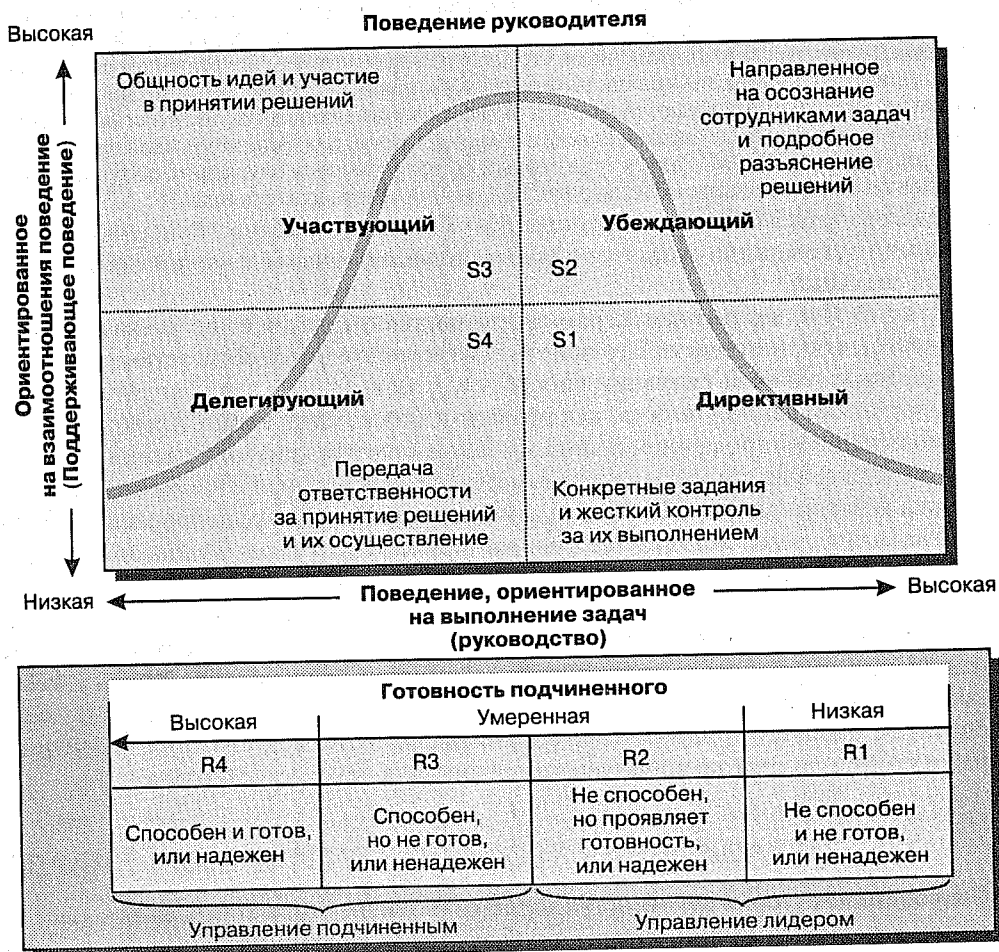 Поведение руководителя
Высокая
Общность идей и участие
в принятии решений
Направленное
на осознание
сотрудниками задач
и подробное
разъяснение
решений
Ориентированное
на взаимоотношения поведение
(Поддерживающее поведение)
Участвующий
Убеждающий
S3
S2
S4
S1
Делегирующий
Директивный
Передача
ответственности
за принятие решений
и их осуществление
Конкретные задания
и жесткий контроль
за их выполнением
Низкая
Поведение, ориентированное
на выполнение задач
(руководство)
Высокая
Готовность подчиненного
Высокая
Умеренная
Низкая
R4
R3
R2
R1
Способен и готов,
или надежен
Способен,
но не готов,
или ненадежен
Не способен,
но проявляет
готовность,
или надежен
Не способен
и не готов,
или ненадежен
Управление подчиненным
Управление лидером